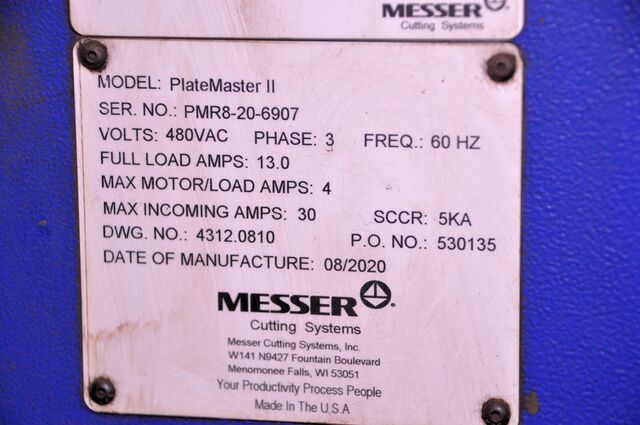 MESSER®
Cutting Systems
MODEL: PlateMaster II
SER. NO.: PMR8-20-6907
VOLTS: 480VAC PHASE: 3 FREQ.: 60 HZ
FULL LOAD AMPS: 13.0
MAX MOTOR/LOAD AMPS: 4
MAX INCOMING AMPS: 30 SCCR: 5KA
DWG. NO.: 4312.0810 P.O. NO.: 530135
DATE OF MANUFACTURE: 08/2020
MESSER®
Cutting Systems
Messer Cutting Systems, Inc.
W141 N9427 Fountain Boulevard
Menomonee Falls, WI 53051
Your Productivity Process People
Made In The U.S.A